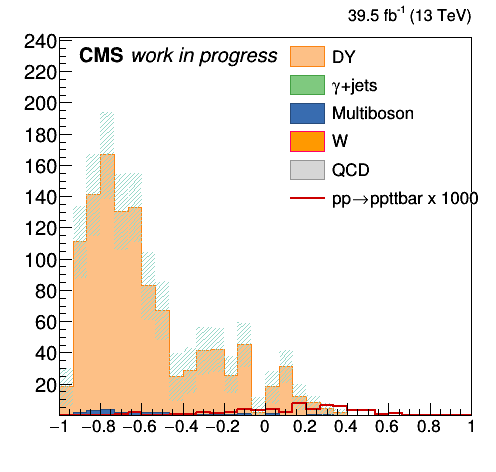 39.5 fb⁻¹ (13 TeV)
CMS work in progress
DY
γ+jets
Multiboson
W
QCD
pp→ppttbar x 1000
240
220
200
180
160
140
120
100
80
60
40
20
−1 −0.8 −0.6 −0.4 −0.2 0 0.2 0.4 0.6 0.8 1